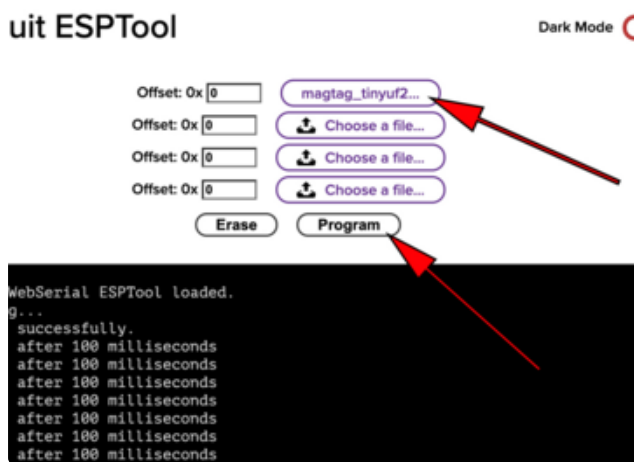 uit ESPTool
Dark Mode
Offset: 0x 0 magtag_tinyuf2...
Offset: 0x 0 Choose a file...
Offset: 0x 0 Choose a file...
Offset: 0x 0 Choose a file...
Erase Program
WebSerial ESPTool loaded.
g...
successfully.
after 100 milliseconds
after 100 milliseconds
after 100 milliseconds
after 100 milliseconds
after 100 milliseconds
after 100 milliseconds
after 100 milliseconds